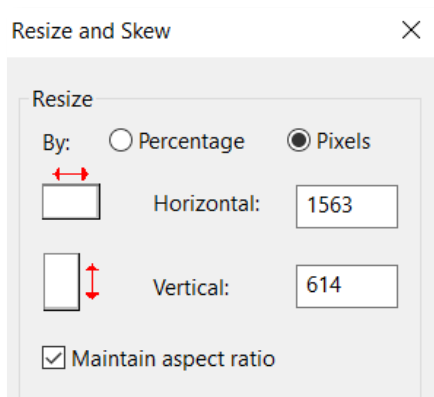 Resize and Skew
Resize
By: Percentage Pixels
Horizontal: 1563
Vertical: 614
Maintain aspect ratio